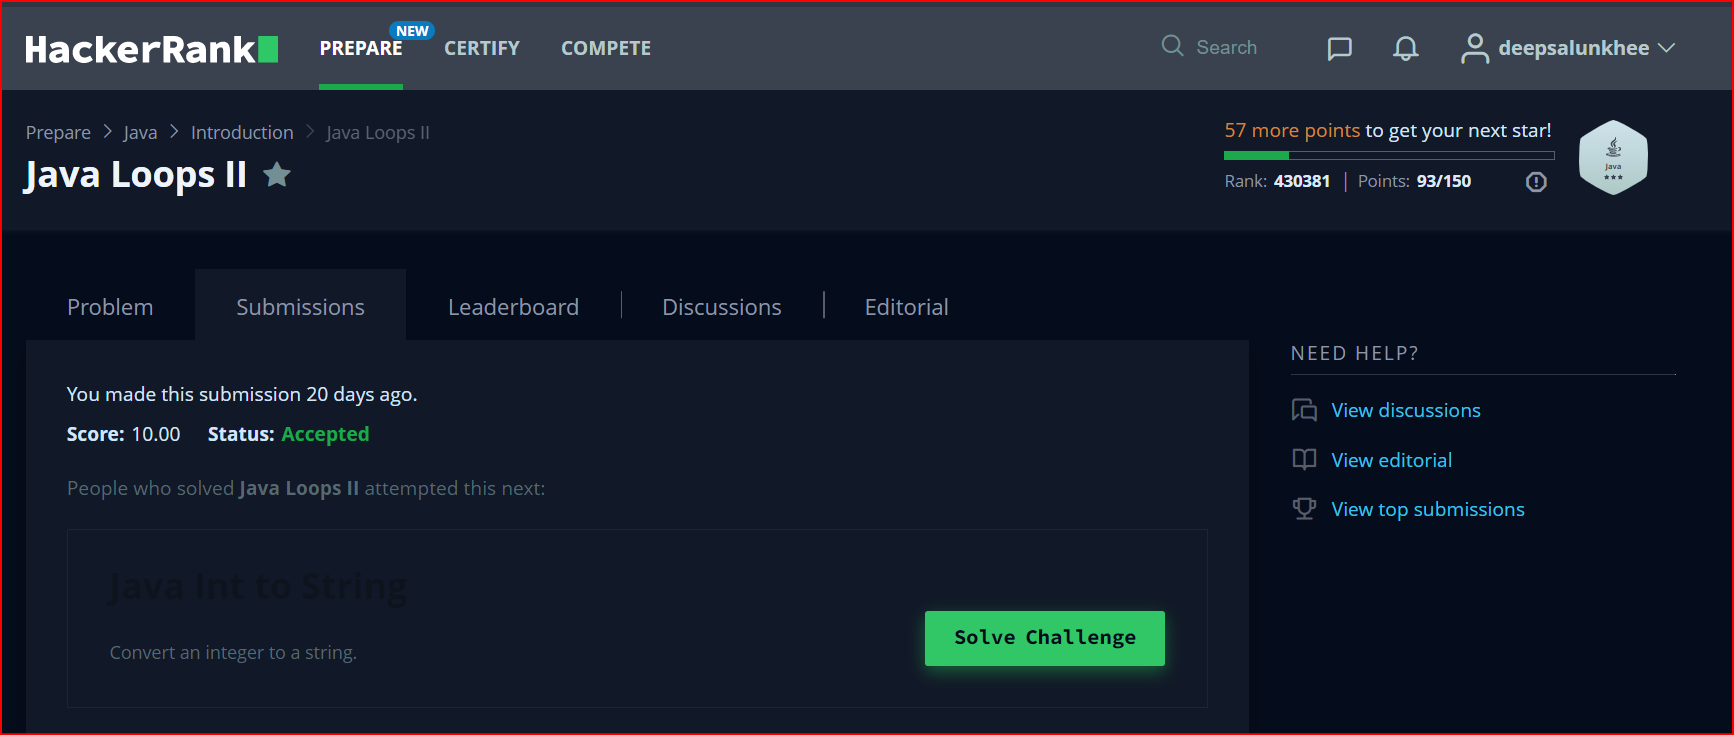 HackerRank
PREPARE
NEW
CERTIFY
COMPETE
Search
deepsalunkhee
Prepare > Java > Introduction > Java Loops II
Java Loops II
57 more points to get your next star!
Rank: 430381 | Points: 93/150
Java
Problem
Submissions
Leaderboard
Discussions
Editorial
You made this submission 20 days ago.
Score: 10.00 Status: Accepted
People who solved Java Loops II attempted this next:
Java Int to String
Convert an integer to a string.
Solve Challenge
NEED HELP?
View discussions
View editorial
View top submissions